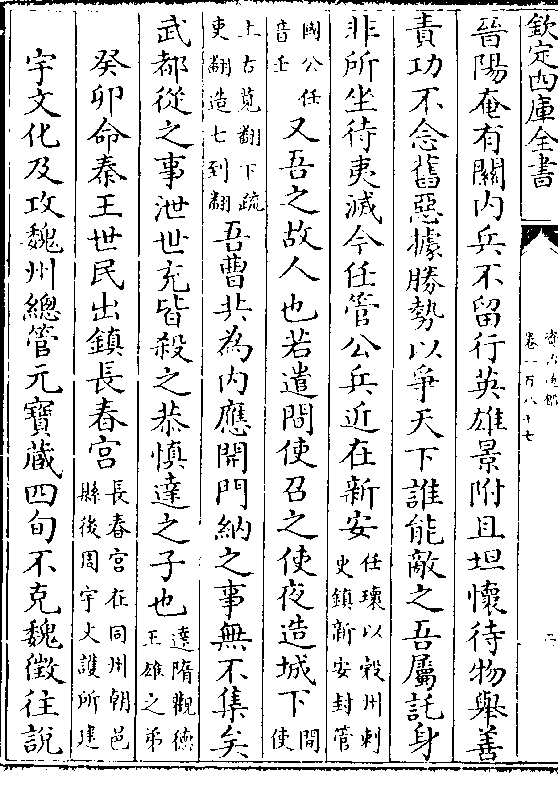 欽定四庫全書
資治通鑑
卷一百八十七
二
晉陽奄有關内兵不留行英雄景附且坦懷待物舉善
責功不念舊惡據勝勢以爭天下誰能敵之吾屬託身
非所坐待夷滅今任管公兵近在新安任瓌以穀州刺史鎮新安封管
國公任音壬又吾之故人也若遣間使召之使夜造城下間使
上古莧翻下疏吏翻造七到翻吾曹共為内應開門納之事無不集矣
武都從之事泄世充皆殺之恭慎達之子也達隋觀德王雄之弟
癸卯命秦王世民出鎮長春宮長春宮在同州朝邑縣後周宇文護所建
宇文化及攻魏州總管元寶藏四旬不克魏徵往說